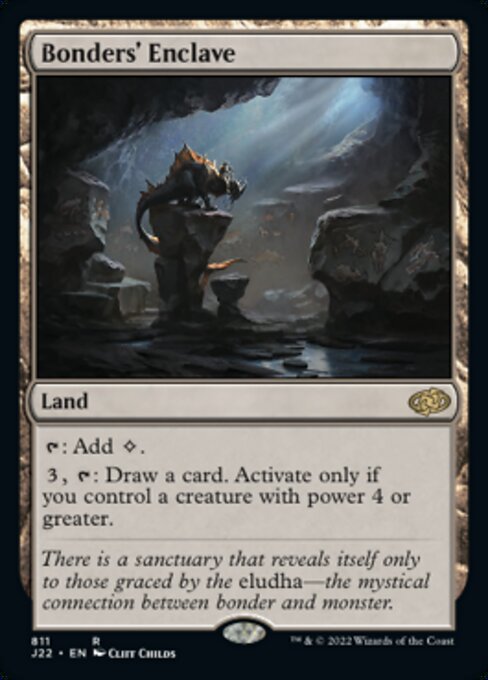 Bonders' Enclave
Land
: Add .
3, : Draw a card. Activate only if
you control a creature with power 4 or
greater.
There is a sanctuary that reveals itself only
to those graced by the eludha—the mystical
connection between bonder and monster.
811 R
J22 • EN Cliff Childs
™ & © 2022 Wizards of the Coast